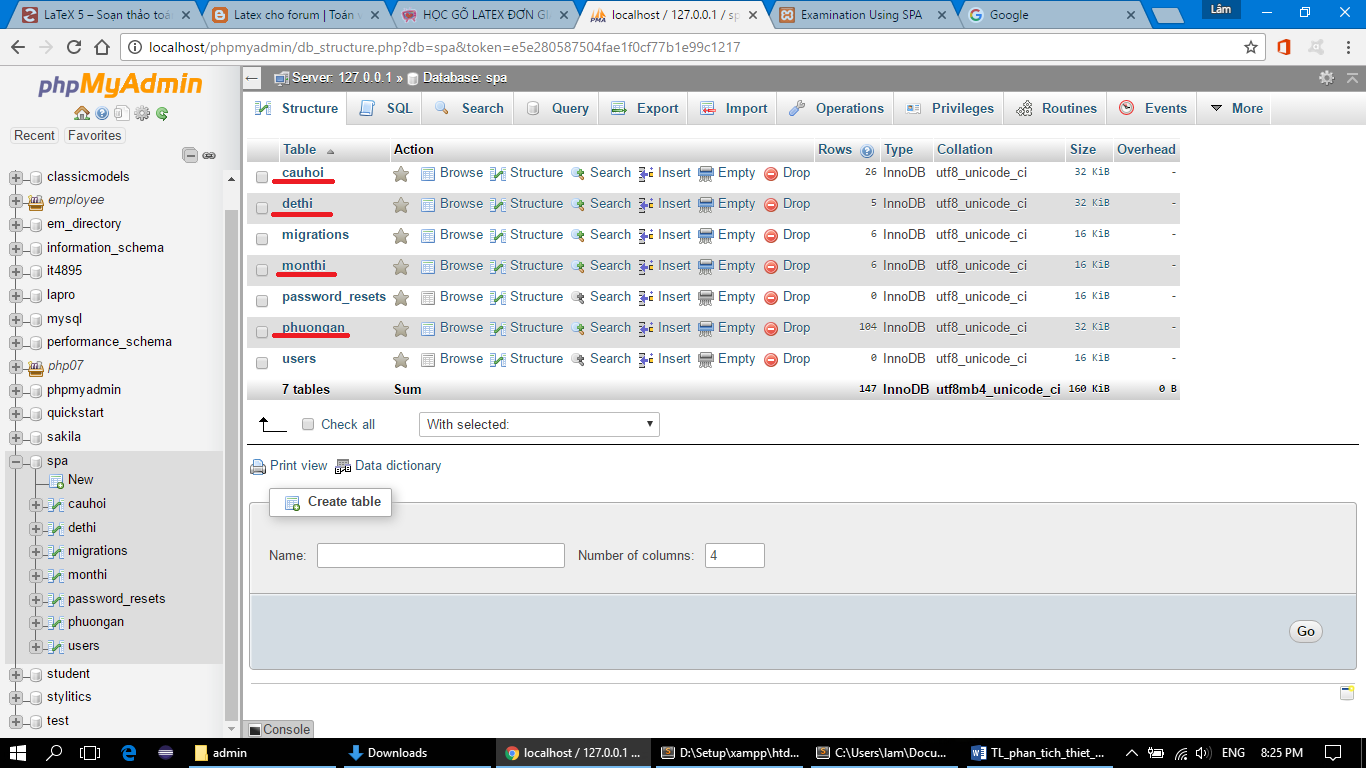 LaTeX 5 – Soạn thảo toán
Latex cho forum | Toán v
HỌC GÕ LATEX ĐƠN GIẢ
localhost / 127.0.0.1 / sp
Examination Using SPA
Google
Lâm
localhost/phpmyadmin/db_structure.php?db=spa&token=e5e280587504fae1f0cf77b1e99c1217
phpMyAdmin
Recent Favorites
classicmodels
employee
em_directory
information_schema
it4895
lapro
mysql
performance_schema
php07
phpmyadmin
quickstart
sakila
spa
New
cauhoi
dethi
migrations
monthi
password_resets
phuongan
users
student
stylitics
test
Server: 127.0.0.1 » Database: spa
Structure SQL Search Query Export Import Operations Privileges Routines Events More
Table Action Rows Type Collation Size Overhead
cauhoi Browse Structure Search Insert Empty Drop 26 InnoDB utf8_unicode_ci 32 KiB -
dethi Browse Structure Search Insert Empty Drop 5 InnoDB utf8_unicode_ci 32 KiB -
migrations Browse Structure Search Insert Empty Drop 6 InnoDB utf8_unicode_ci 16 KiB -
monthi Browse Structure Search Insert Empty Drop 6 InnoDB utf8_unicode_ci 16 KiB -
password_resets Browse Structure Search Insert Empty Drop 0 InnoDB utf8_unicode_ci 16 KiB -
phuongan Browse Structure Search Insert Empty Drop 104 InnoDB utf8_unicode_ci 32 KiB -
users Browse Structure Search Insert Empty Drop 0 InnoDB utf8_unicode_ci 16 KiB -
7 tables Sum 147 InnoDB utf8mb4_unicode_ci 160 KiB 0 B
Check all With selected:
Print view Data dictionary
Create table
Name: Number of columns: 4
Go
Console
admin
Downloads
localhost / 127.0.0.1 ...
D:\Setup\xampp\htd...
C:\Users\lam\Docu...
TL_phan_tich_thiet_...
ENG 8:25 PM